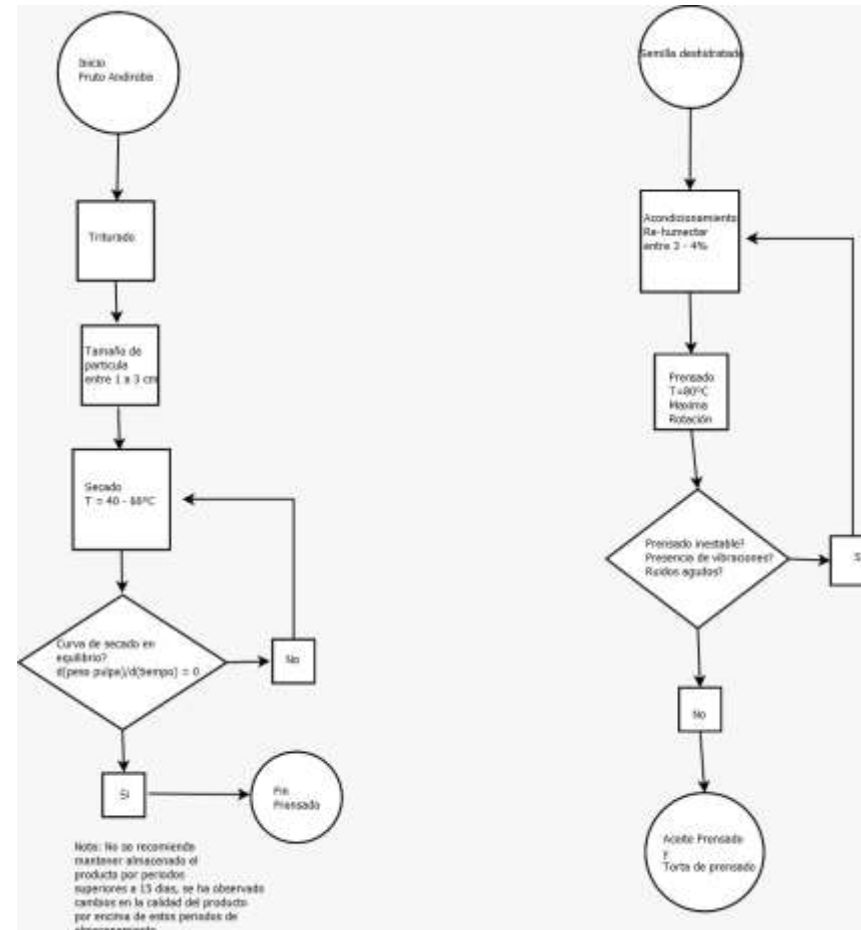 Inicio
Fruto Andiroba
Triturado
Tamaño de
particula
entre 1 a 3 cm
Secado
T = 40 - 60ºC
Curva de secado en
equilibrio?
d(peso pulpa)/d(tiempo) = 0
No
Si
Fin
Prensado
Nota: No se recomienda
mantener almacenado el
producto por periodos
superiores a 15 dias, se ha observado
cambios en la calidad del producto
por encima de estos periodos de
almacenamiento
Semilla deshidratada
Acondicionamiento
Re-humectar
entre 3 - 4%
Prensado
T=80ºC
Maxima
Rotación
Prensado inestable?
Presencia de vibraciones?
Ruidos agudos?
S
No
Aceite Prensado
y
Torta de prensado